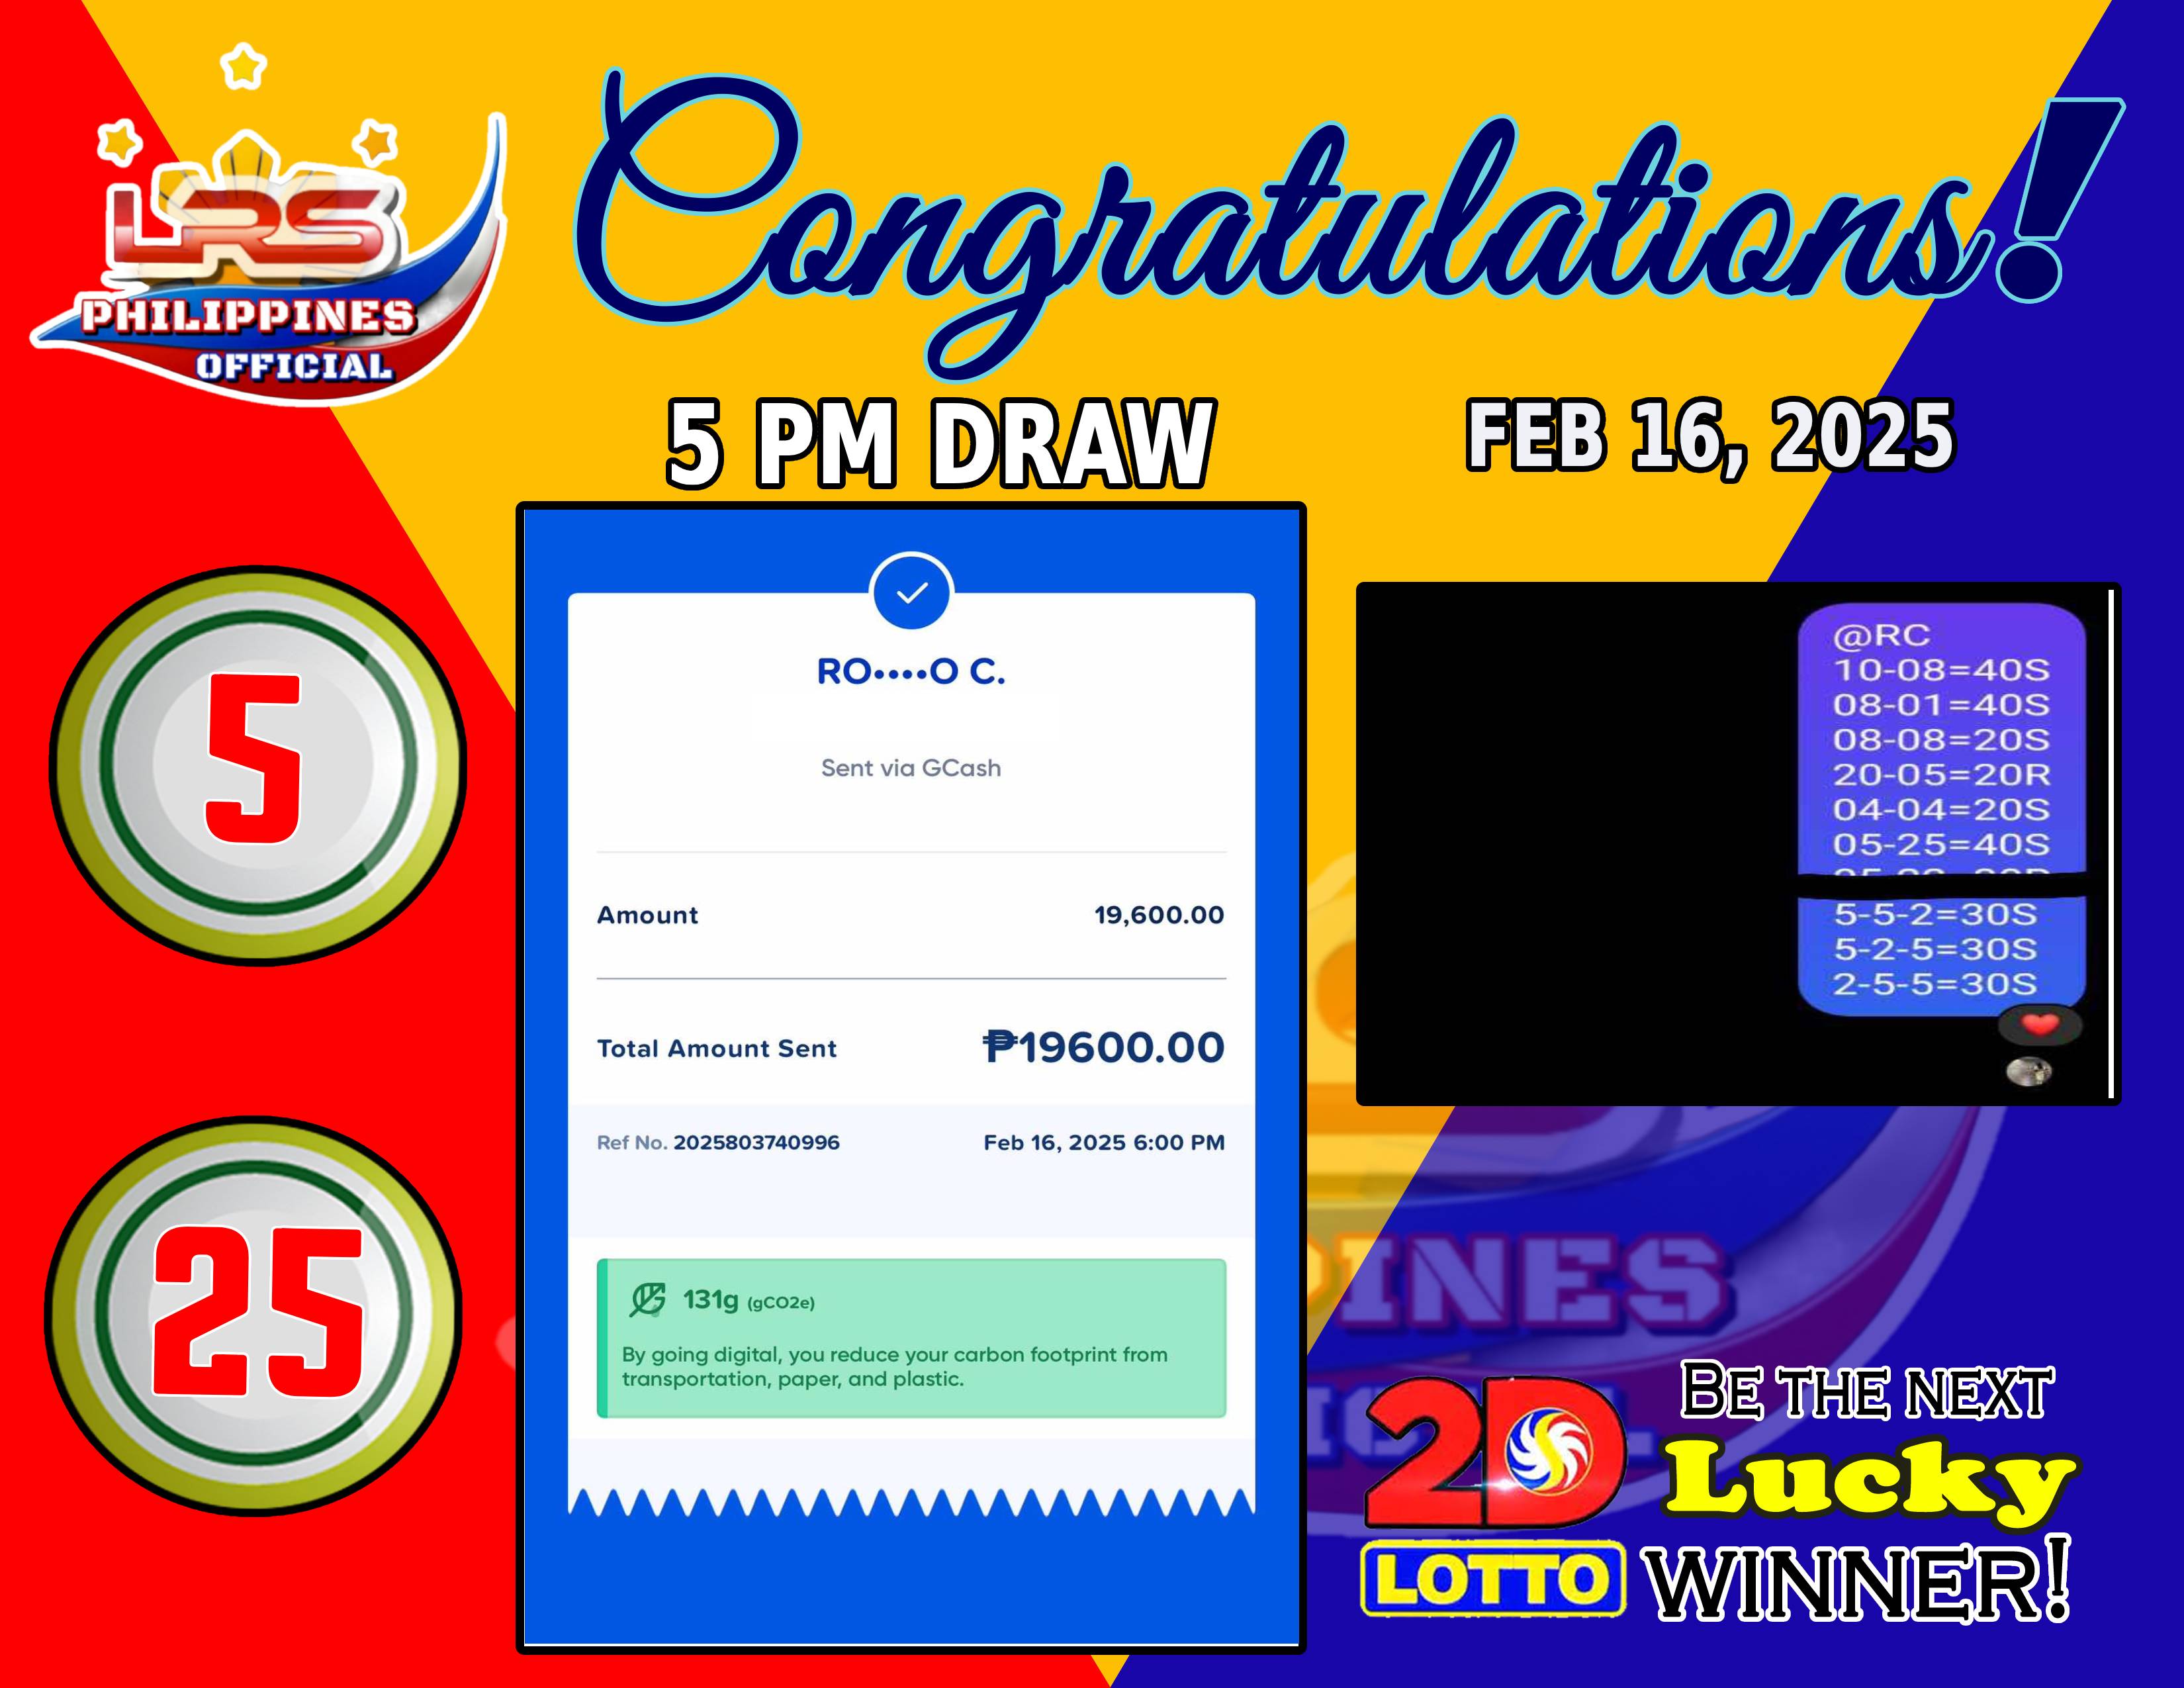 LRS
PHILIPPINES
OFFICIAL
Congratulations!
5 PM DRAW
FEB 16, 2025
5
25
RO••••O C.
Sent via GCash
Amount 19,600.00
Total Amount Sent ₱19600.00
Ref No. 2025803740996 Feb 16, 2025 6:00 PM
131g (gCO2e)
By going digital, you reduce your carbon footprint from
transportation, paper, and plastic.
@RC
10-08=40S
08-01=40S
08-08=20S
20-05=20R
04-04=20S
05-25=40S
5-5-2=30S
5-2-5=30S
2-5-5=30S
PINES
2D
LOTTO
BE THE NEXT
Lucky
WINNER!